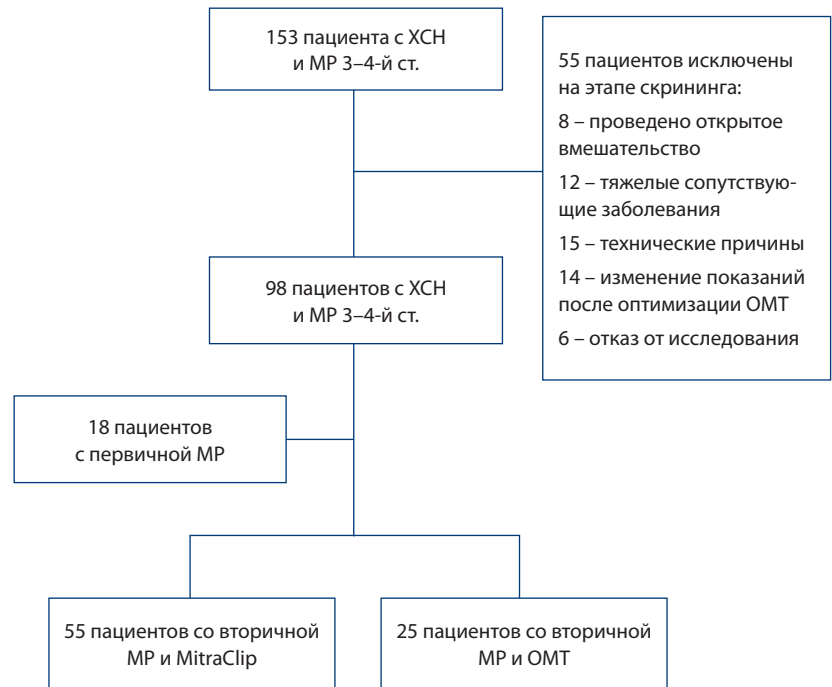 153 пациента с ХСН
и МР 3–4-й ст.
55 пациентов исключены
на этапе скрининга:
8 – проведено открытое
вмешательство
12 – тяжелые сопутствую-
щие заболевания
15 – технические причины
14 – изменение показаний
после оптимизации ОМТ
6 – отказ от исследования
98 пациентов с ХСН
и МР 3–4-й ст.
18 пациентов
с первичной МР
55 пациентов со вторичной
МР и MitraClip
25 пациентов со вторичной
МР и ОМТ